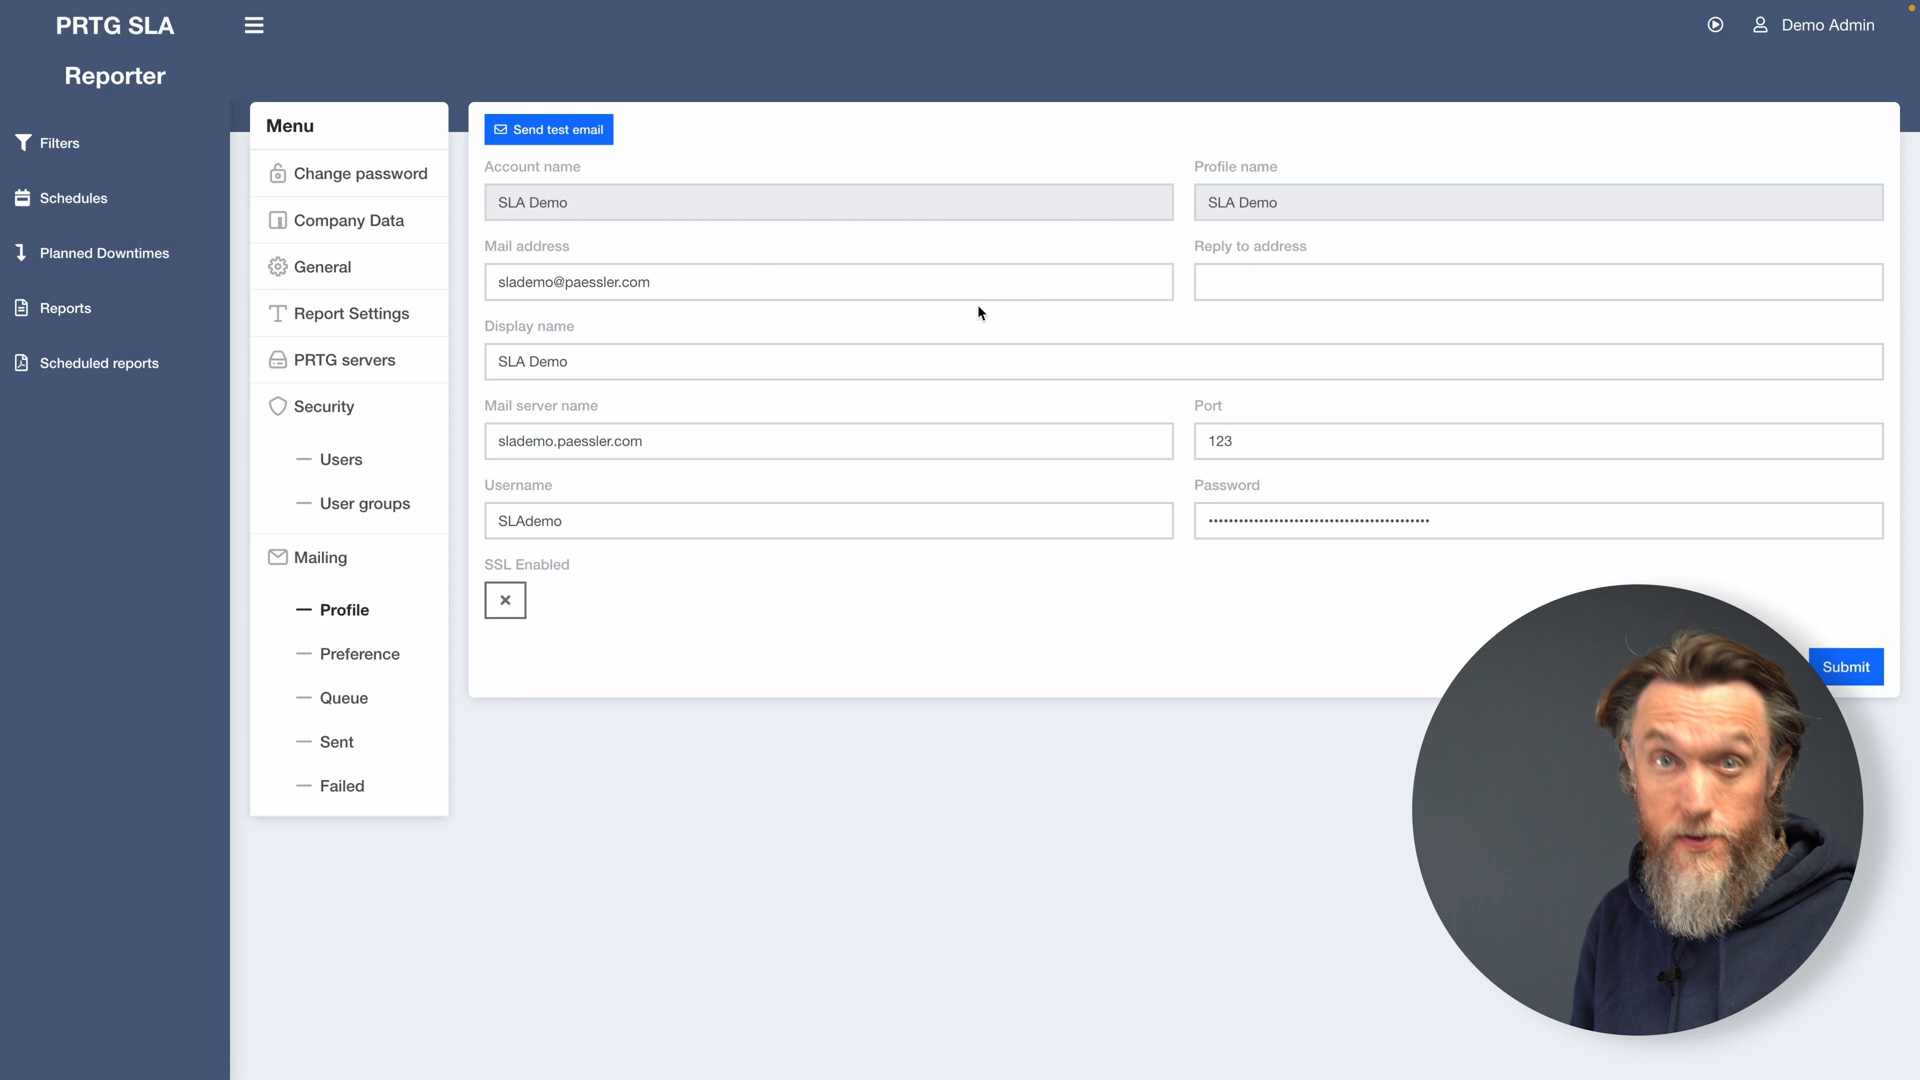 PRTG SLA
Reporter
Demo Admin
Filters
Schedules
Planned Downtimes
Reports
Scheduled reports
Menu
Change password
Company Data
General
Report Settings
PRTG servers
Security
Users
User groups
Mailing
Profile
Preference
Queue
Sent
Failed
Send test email
Account name
SLA Demo
Profile name
SLA Demo
Mail address
slademo@paessler.com
Reply to address
Display name
SLA Demo
Mail server name
slademo.paessler.com
Port
123
Username
SLAdemo
Password
SSL Enabled
Submit